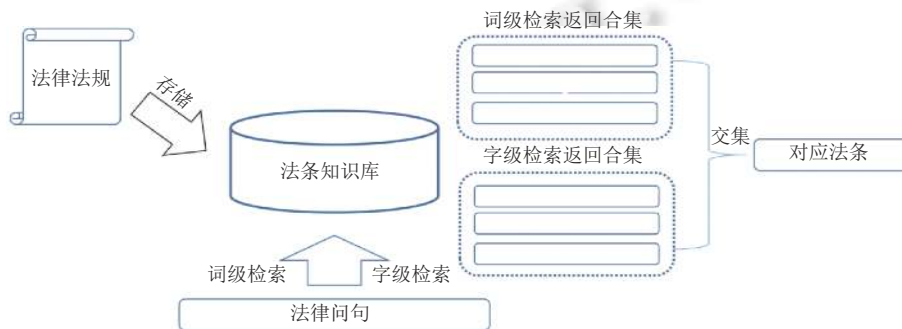 词级检索返回合集
法律法规
存储
交集
对应法条
法条知识库
字级检索返回合集
词级检索
字级检索
法律问句